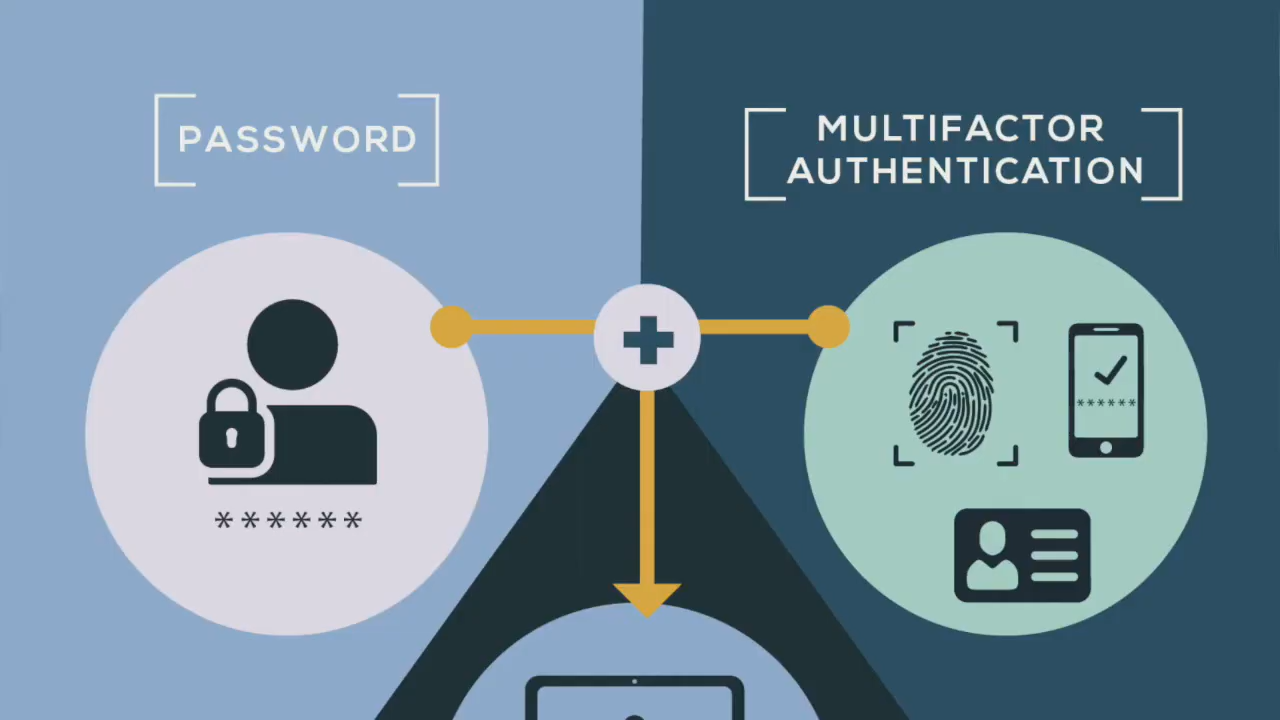 PASSWORD
MULTIFACTOR
AUTHENTICATION
******
******